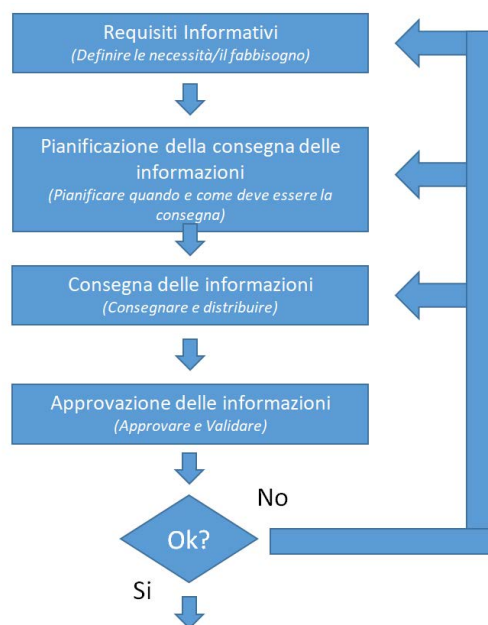 Requisiti Informativi
(Definire le necessità/il fabbisogno)
Pianificazione della consegna delle
informazioni
(Pianificare quando e come deve essere la
consegna)
Consegna delle informazioni
(Consegnare e distribuire)
Approvazione delle informazioni
(Approvare e Validare)
No
Ok?
Si